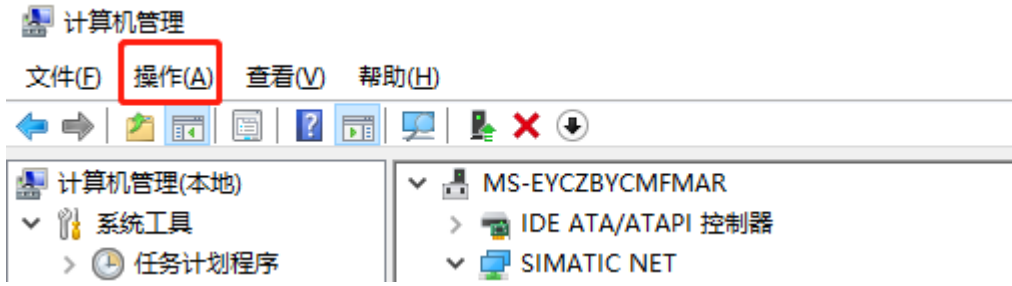 计算机管理
文件(F) 操作(A) 查看(V) 帮助(H)
计算机管理(本地)
系统工具
任务计划程序
MS-EYCZBYCMFMAR
IDE ATA/ATAPI 控制器
SIMATIC NET